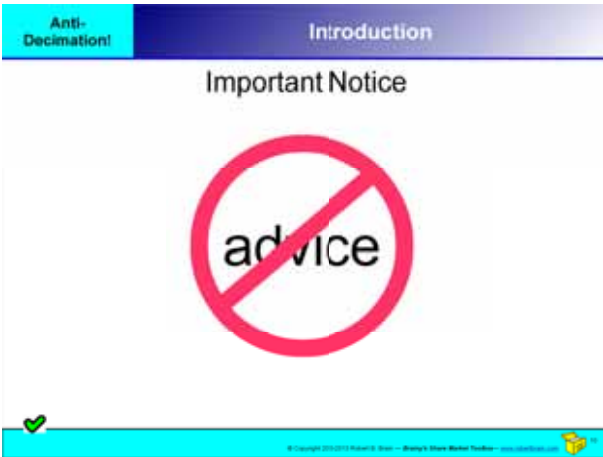 Anti-
Decimation!
Introduction
Important Notice
advice